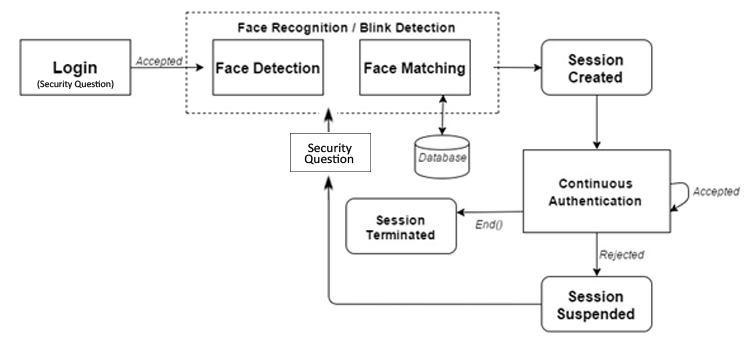 Face Recognition / Blink Detection
Login
(Security Question)
Accepted
Face Detection
Face Matching
Session
Created
Security
Question
Database
Continuous
Authentication
Accepted
Session
Terminated
End()
Rejected
Session
Suspended